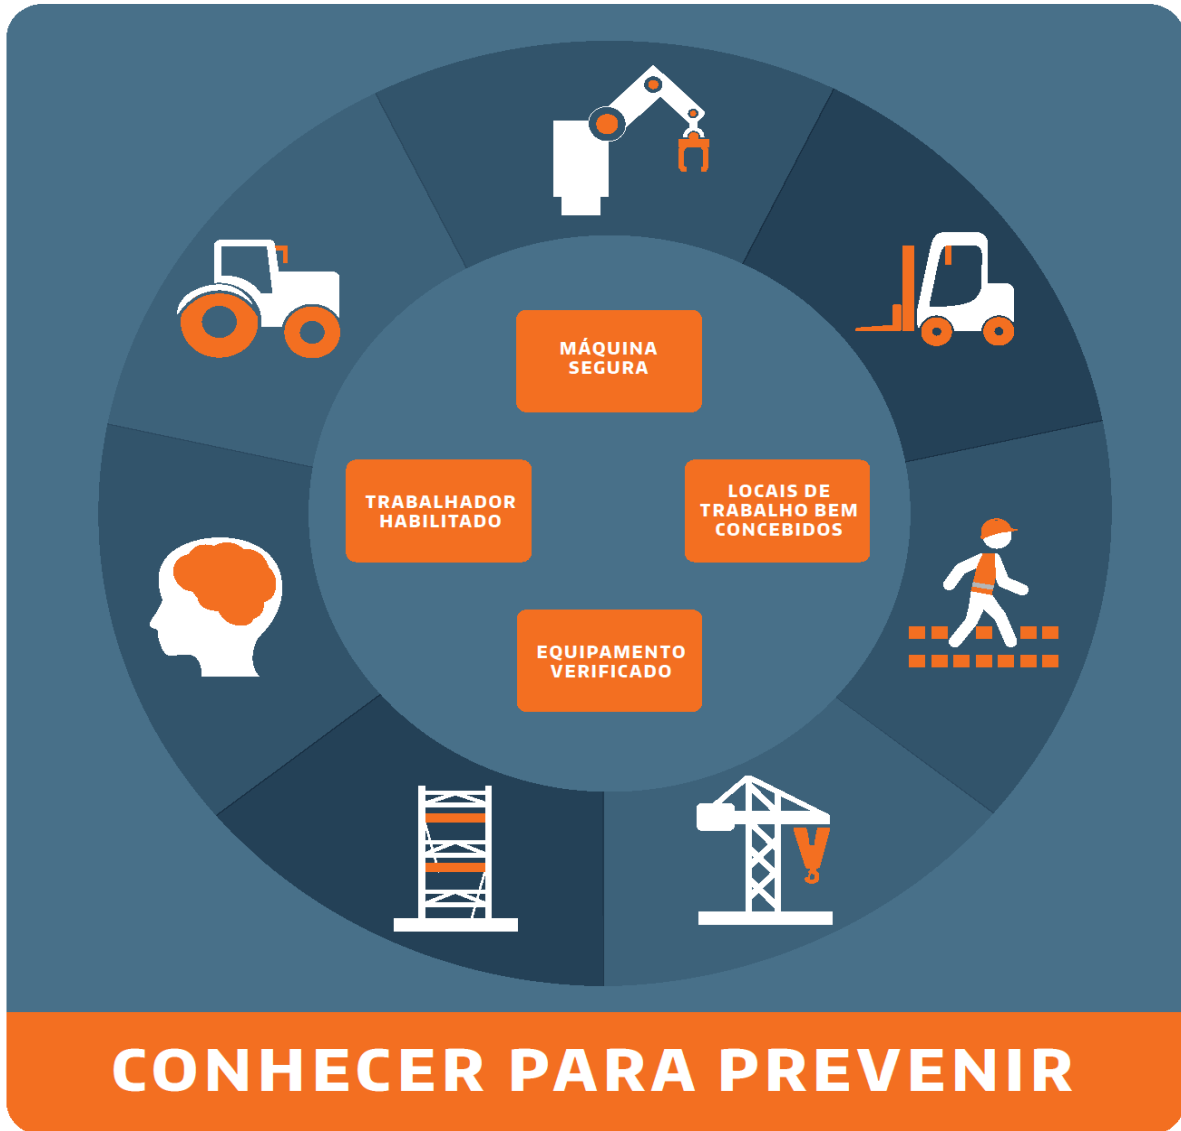 MÁQUINA
SEGURA
TRABALHADOR
HABILITADO
LOCAIS DE
TRABALHO BEM
CONCEBIDOS
EQUIPAMENTO
VERIFICADO
CONHECER PARA PREVENIR